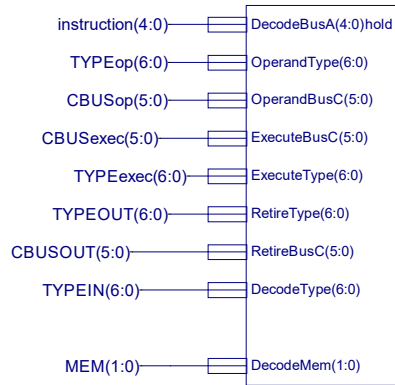 instruction(4:0) DecodeBusA(4:0)hold
TYPEop(6:0) OperandType(6:0)
CBUSop(5:0) OperandBusC(5:0)
CBUSexec(5:0) ExecuteBusC(5:0)
TYPEexec(6:0) ExecuteType(6:0)
TYPEOUT(6:0) RetireType(6:0)
CBUSOUT(5:0) RetireBusC(5:0)
TYPEIN(6:0) DecodeType(6:0)
MEM(1:0) DecodeMem(1:0)